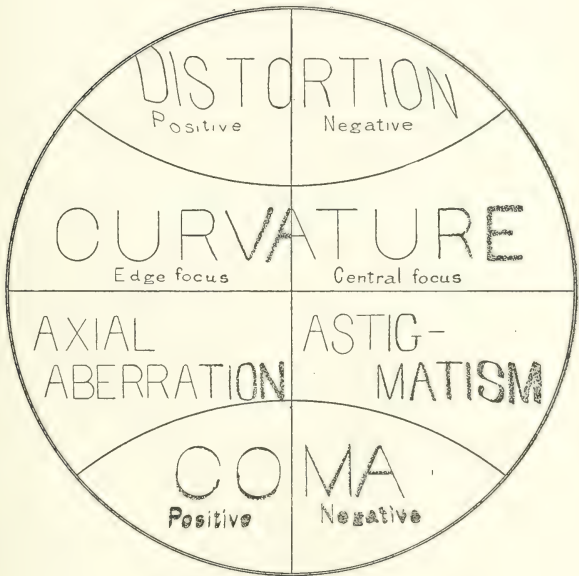 DISTORTION
Positive Negative
CURVATURE
Edge focus Central focus
AXIAL ASTIG-
ABERRATION MATISM
COMA
Positive Negative